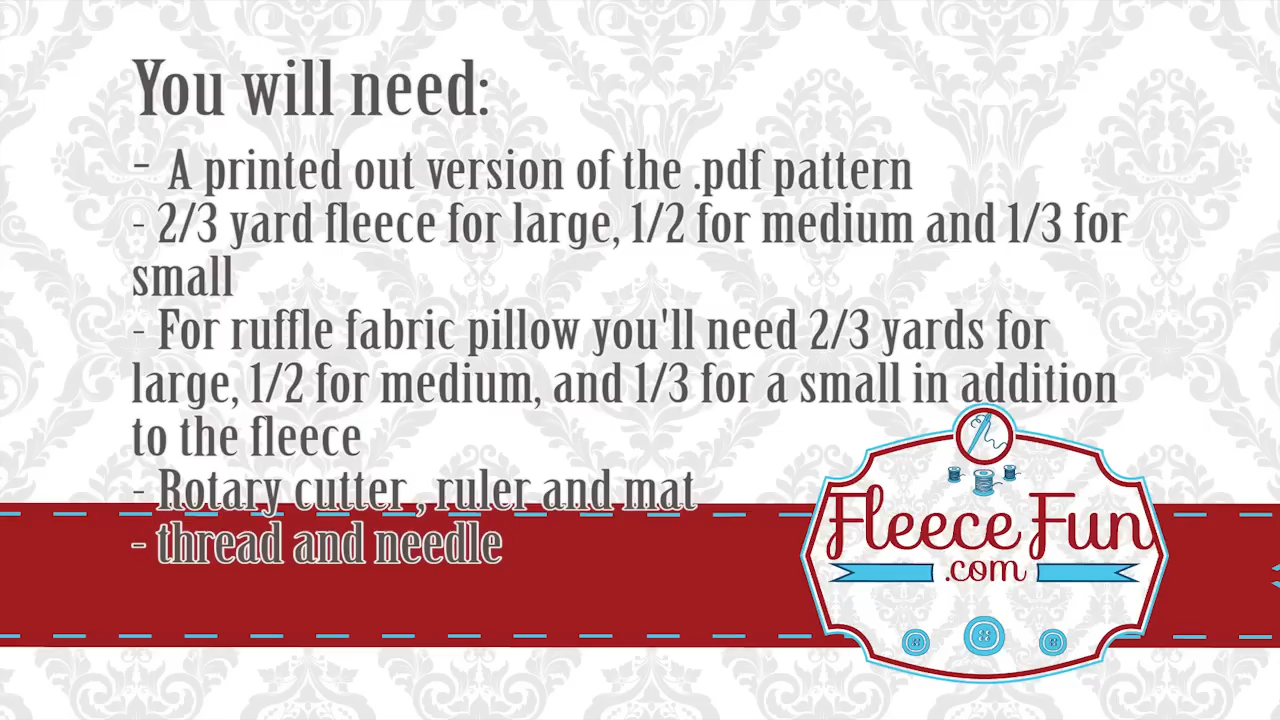 You will need:
- A printed out version of the .pdf pattern
- 2/3 yard fleece for large, 1/2 for medium and 1/3 for
small
- For ruffle fabric pillow you'll need 2/3 yards for
large, 1/2 for medium, and 1/3 for a small in addition
to the fleece
- Rotary cutter , ruler and mat
- thread and needle
Fleece Fun
.com